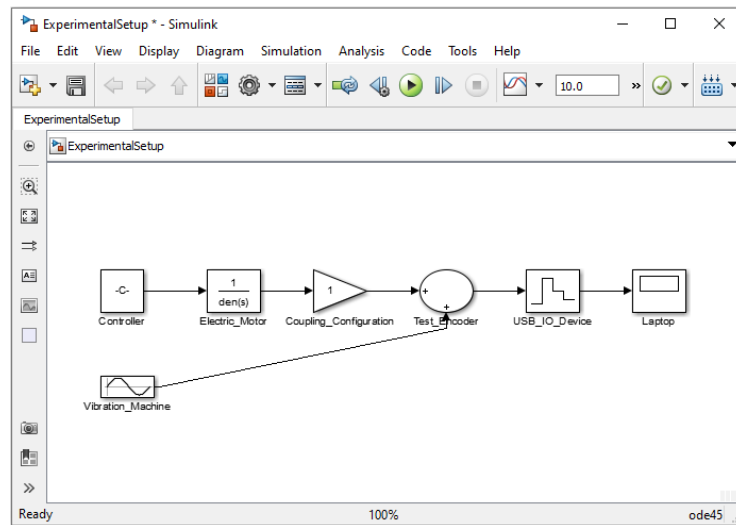 ExperimentalSetup * - Simulink
File Edit View Display Diagram Simulation Analysis Code Tools Help
10.0 »
ExperimentalSetup
ExperimentalSetup
-C-
1
den(s)
1
+
+
Controller Electric_Motor Coupling_Configuration Test_Encoder USB_IO_Device Laptop
Vibration_Machine
»
Ready 100% ode45